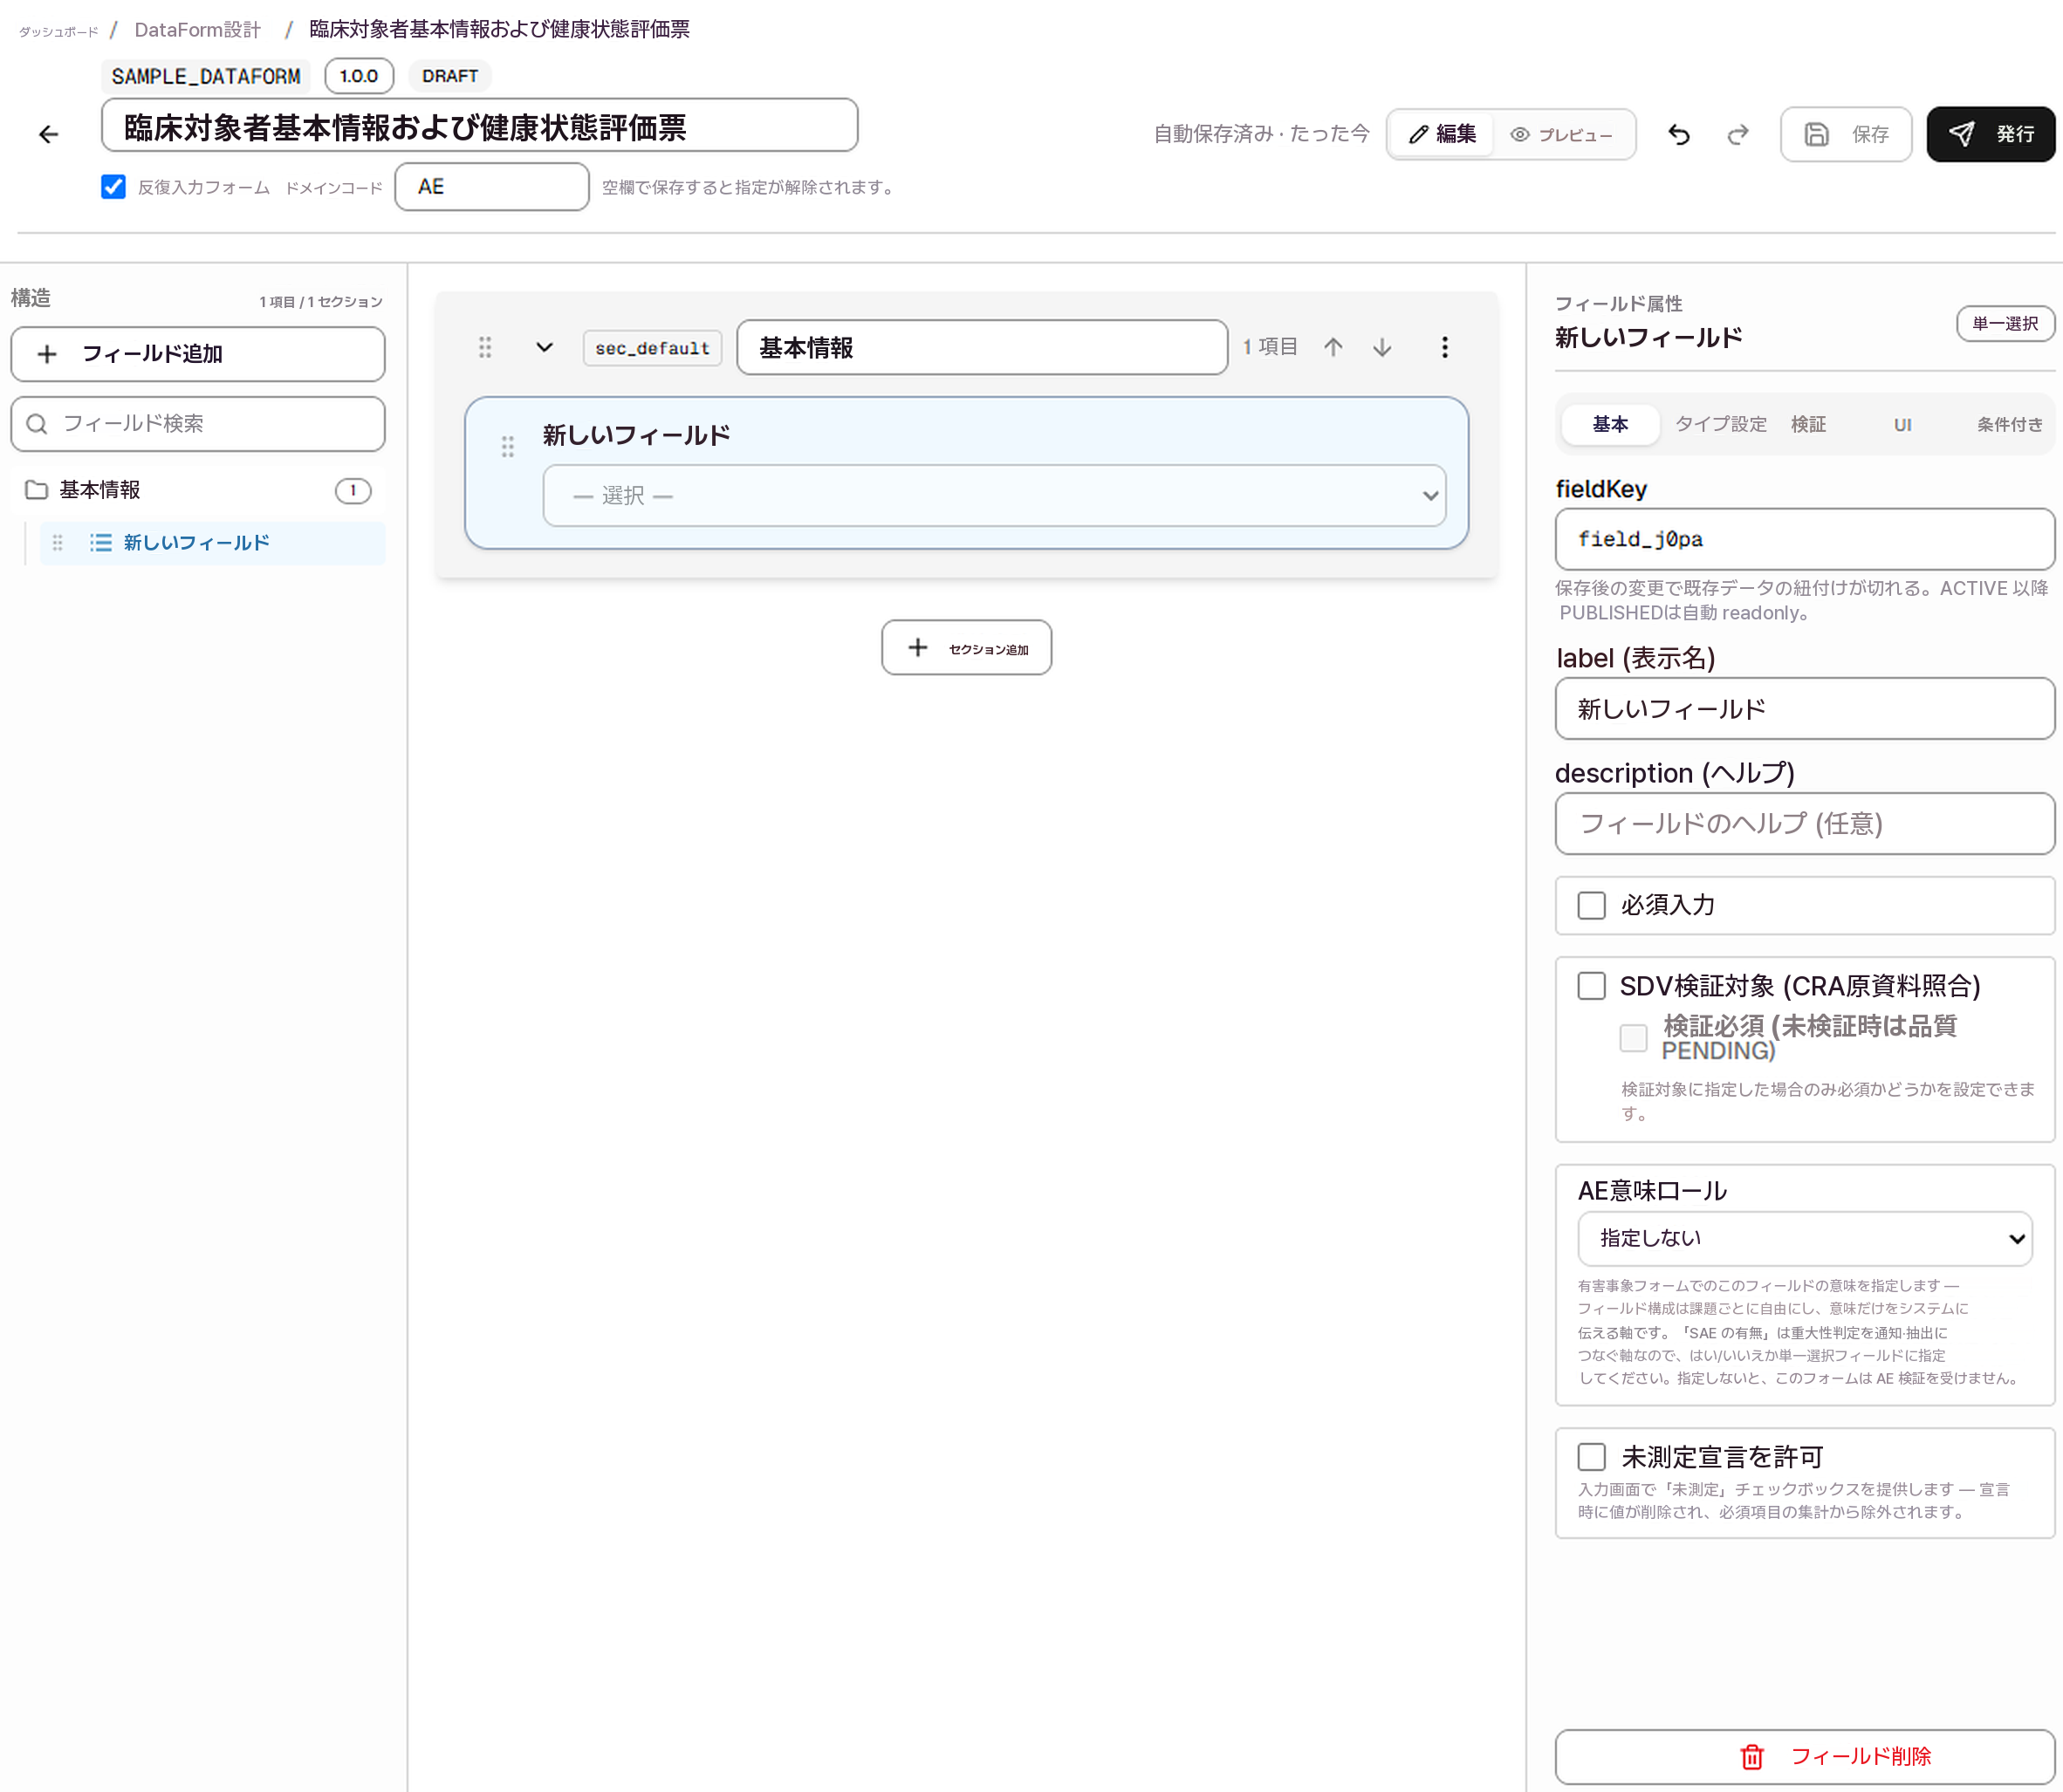 ダッシュボード / DataForm設計 / 臨床対象者基本情報および健康状態評価票
SAMPLE_DATAFORM 1.0.0 DRAFT
臨床対象者基本情報および健康状態評価票
自動保存済み · たった今 編集 プレビュー 保存 発行
反復入力フォーム ドメインコード AE 空欄で保存すると指定が解除されます。
構造 1 項目 / 1 セクション
フィールド追加
フィールド検索
基本情報 1
新しいフィールド
sec_default 基本情報 1 項目
新しいフィールド
— 選択 —
セクション追加
フィールド属性
新しいフィールド 単一選択
基本 タイプ設定 検証 UI 条件付き
fieldKey
field_j0pa
保存後の変更で既存データの紐付けが切れる。ACTIVE 以降
PUBLISHEDは自動 readonly。
label (表示名)
新しいフィールド
description (ヘルプ)
フィールドのヘルプ (任意)
必須入力
SDV検証対象 (CRA原資料照合)
検証必須 (未検証時は品質
PENDING)
検証対象に指定した場合のみ必須かどうかを設定できま
す。
AE意味ロール
指定しない
有害事象フォームでのこのフィールドの意味を指定します —
フィールド構成は課題ごとに自由にし、意味だけをシステムに
伝える軸です。「SAE の有無」は重大性判定を通知·抽出に
つなぐ軸なので、はい/いいえか単一選択フィールドに指定
してください。指定しないと、このフォームは AE 検証を受けません。
未測定宣言を許可
入力画面で「未測定」チェックボックスを提供します — 宣言
時に値が削除され、必須項目の集計から除外されます。
フィールド削除